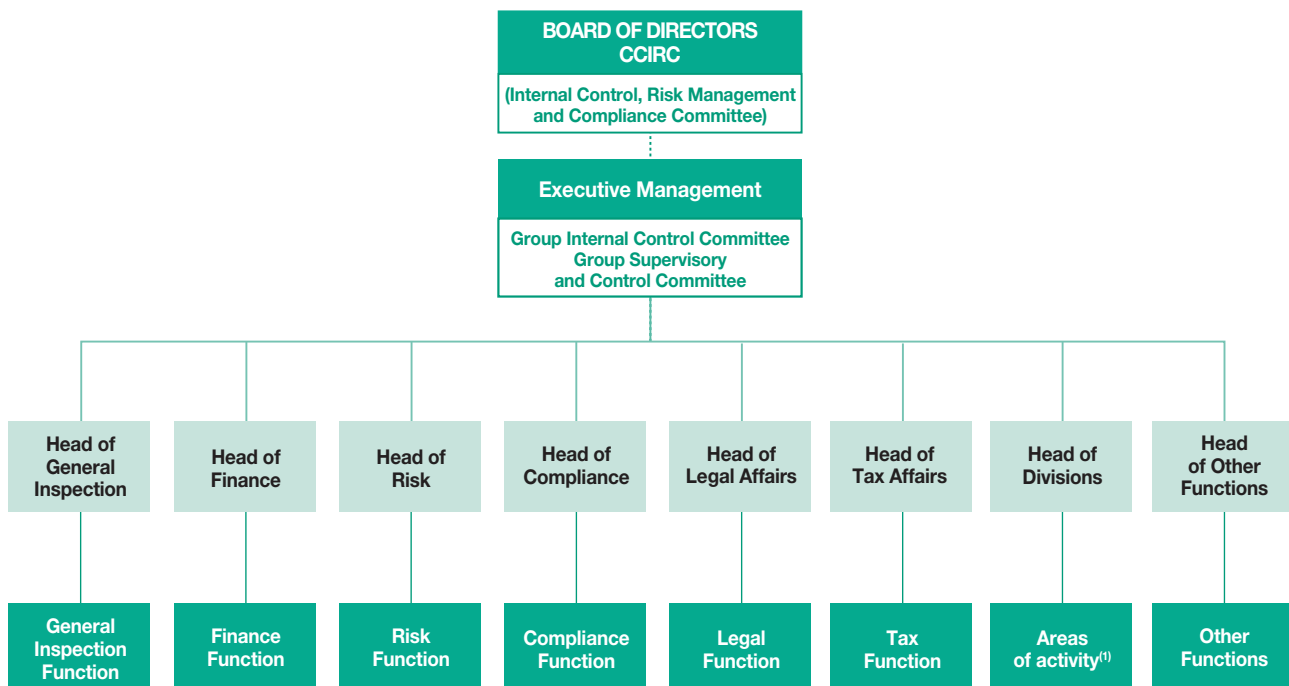 BOARD OF DIRECTORS
CCIRC
(Internal Control, Risk Management
and Compliance Committee)
Executive Management
Group Internal Control Committee
Group Supervisory
and Control Committee
Head of
General
Inspection
Head of
Finance
Head of
Risk
Head of
Compliance
Head of
Legal Affairs
Head of
Tax Affairs
Head of
Divisions
Head
of Other
Functions
General
Inspection
Function
Finance
Function
Risk
Function
Compliance
Function
Legal
Function
Tax
Function
Areas
of activity(1)
Other
Functions